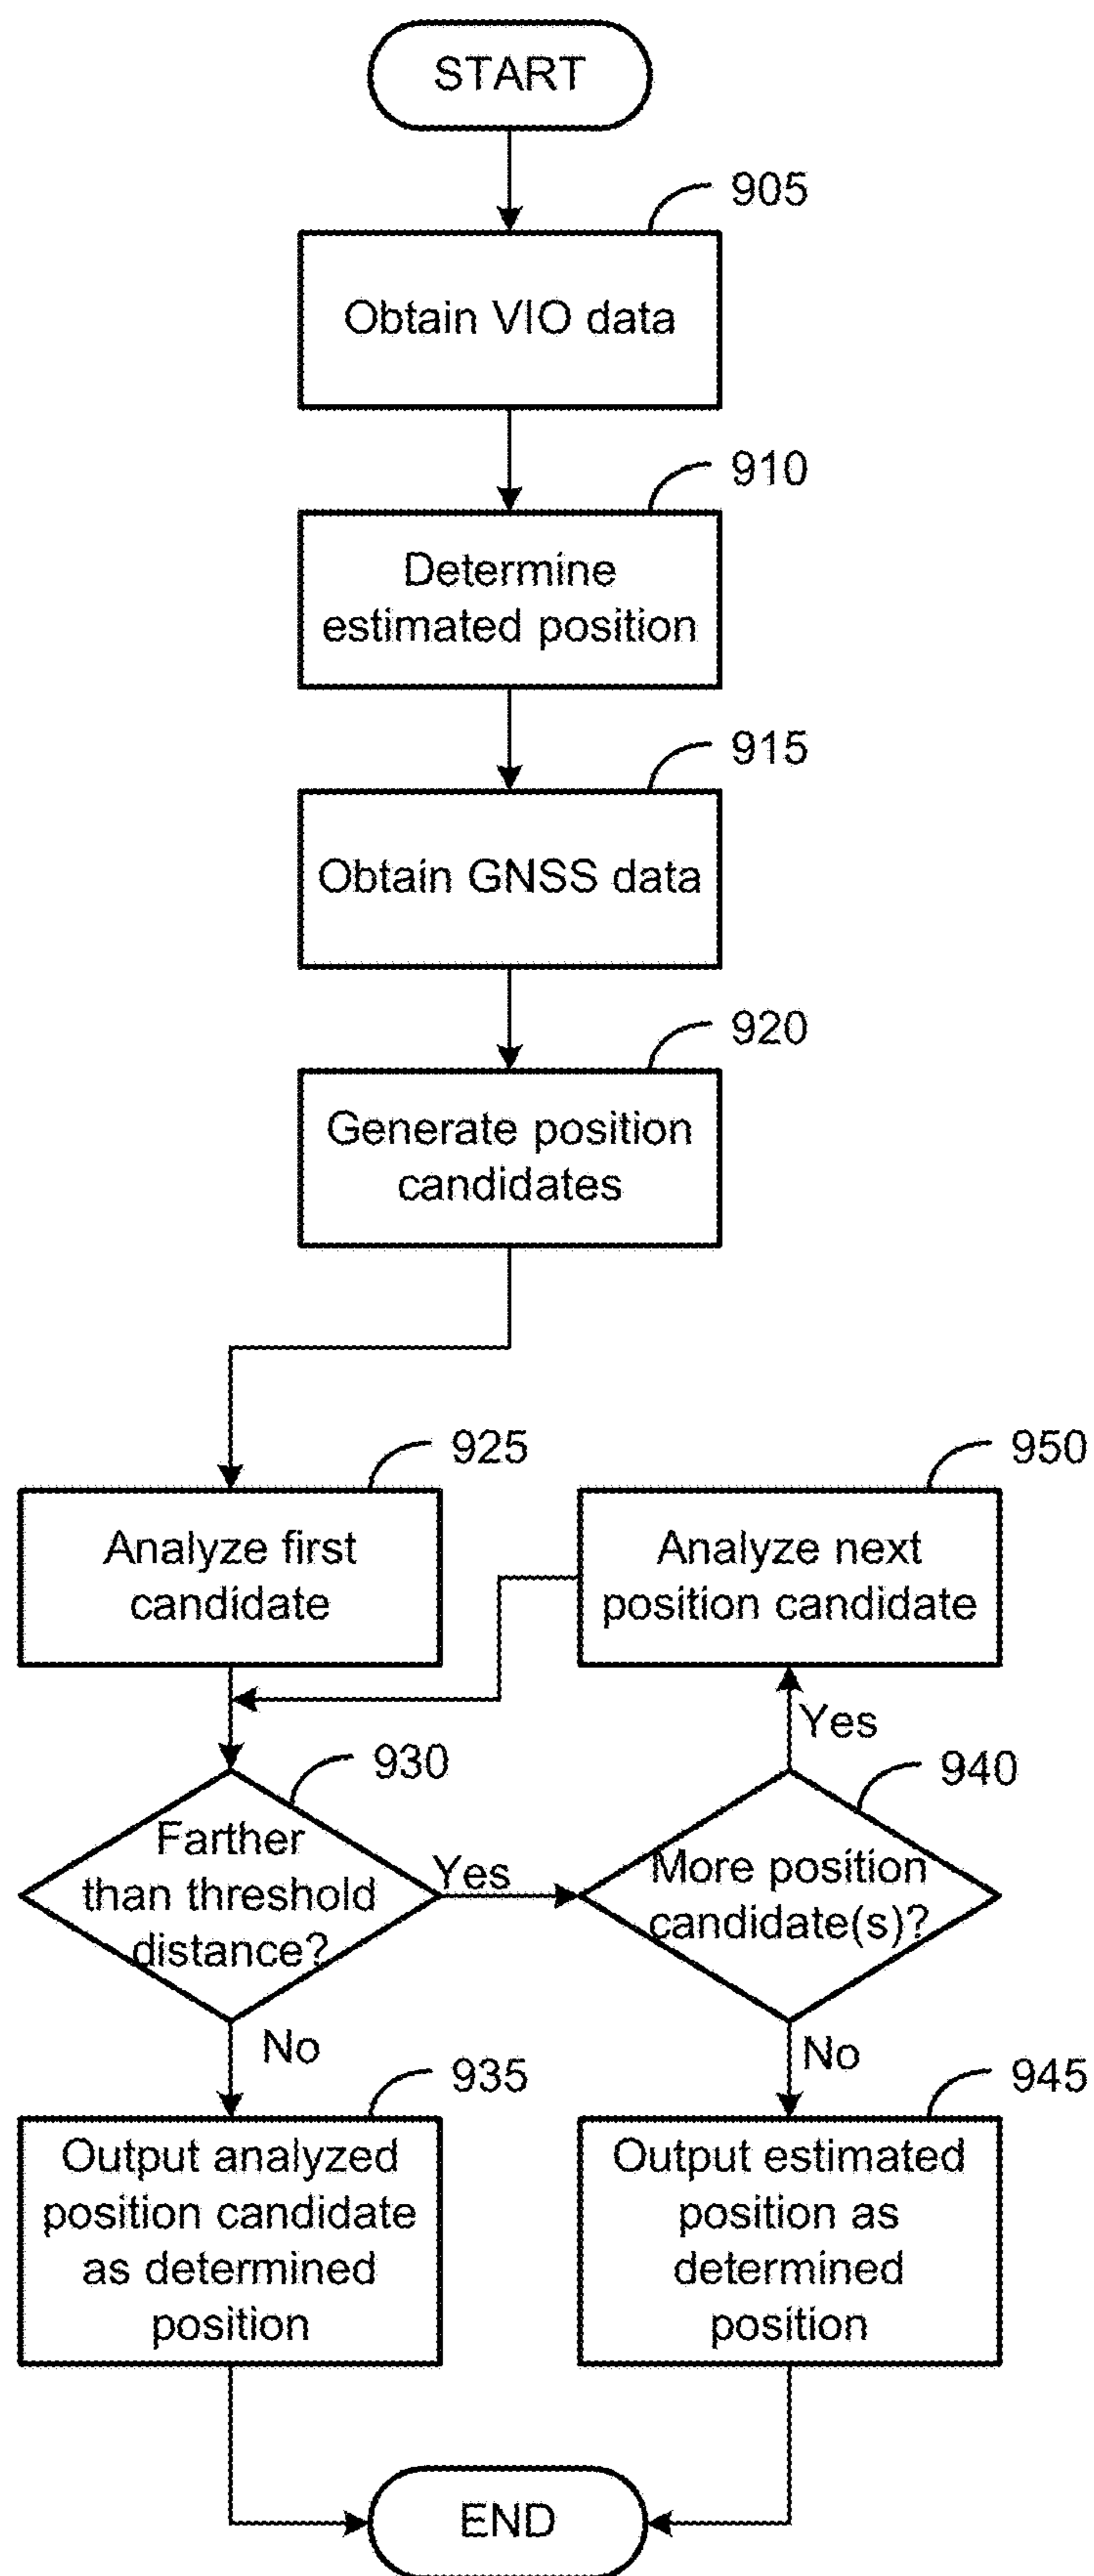 START
905
Obtain VIO data
910
Determine
estimated position
915
Obtain GNSS data
920
Generate position
candidates
925
Analyze first
candidate
950
Analyze next
position candidate
930
Farther
than threshold
distance?
Yes
No
940
More position
candidate(s)?
Yes
No
935
Output analyzed
position candidate
as determined
position
945
Output estimated
position as
determined
position
END